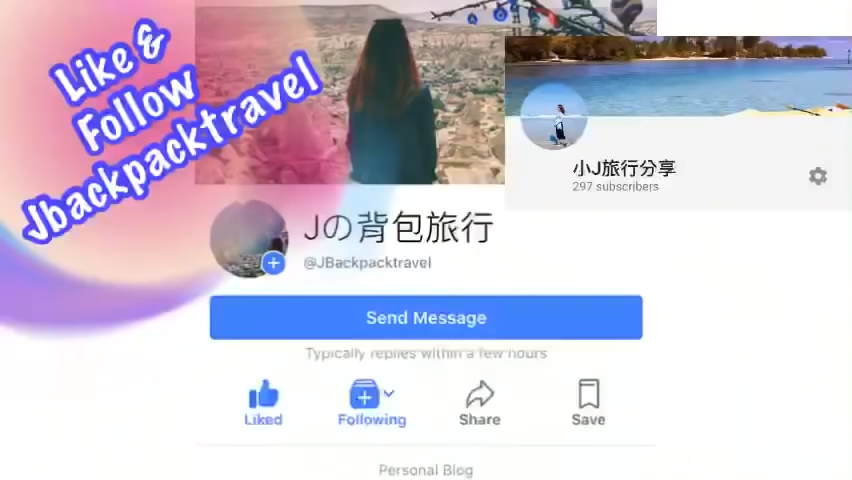 Like &
Follow
Jbackpacktravel
小J旅行分享
297 subscribers
Jの背包旅行
@JBackpacktravel
Send Message
Typically replies within a few hours
Liked
Following
Share
Save
Personal Blog